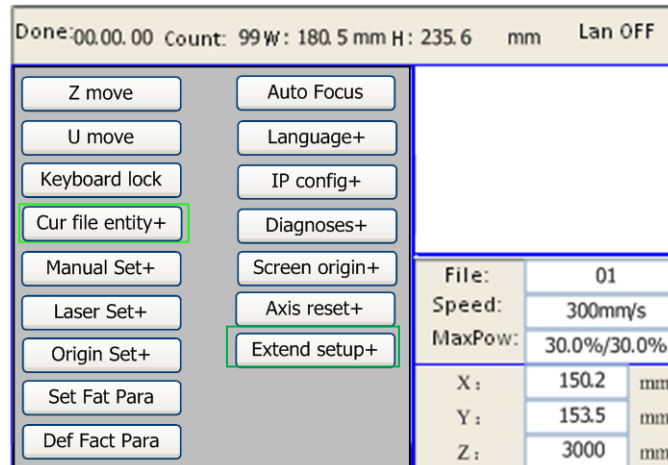 Done:00.00.00 Count: 99 W: 180.5 mm H: 235.6 mm Lan OFF
Z move
U move
Keyboard lock
Cur file entity+
Manual Set+
Laser Set+
Origin Set+
Set Fat Para
Def Fact Para
Auto Focus
Language+
IP config+
Diagnoses+
Screen origin+
Axis reset+
Extend setup+
File: 01
Speed: 300mm/s
MaxPow: 30.0%/30.0%
X: 150.2 mm
Y: 153.5 mm
Z: 3000 mm